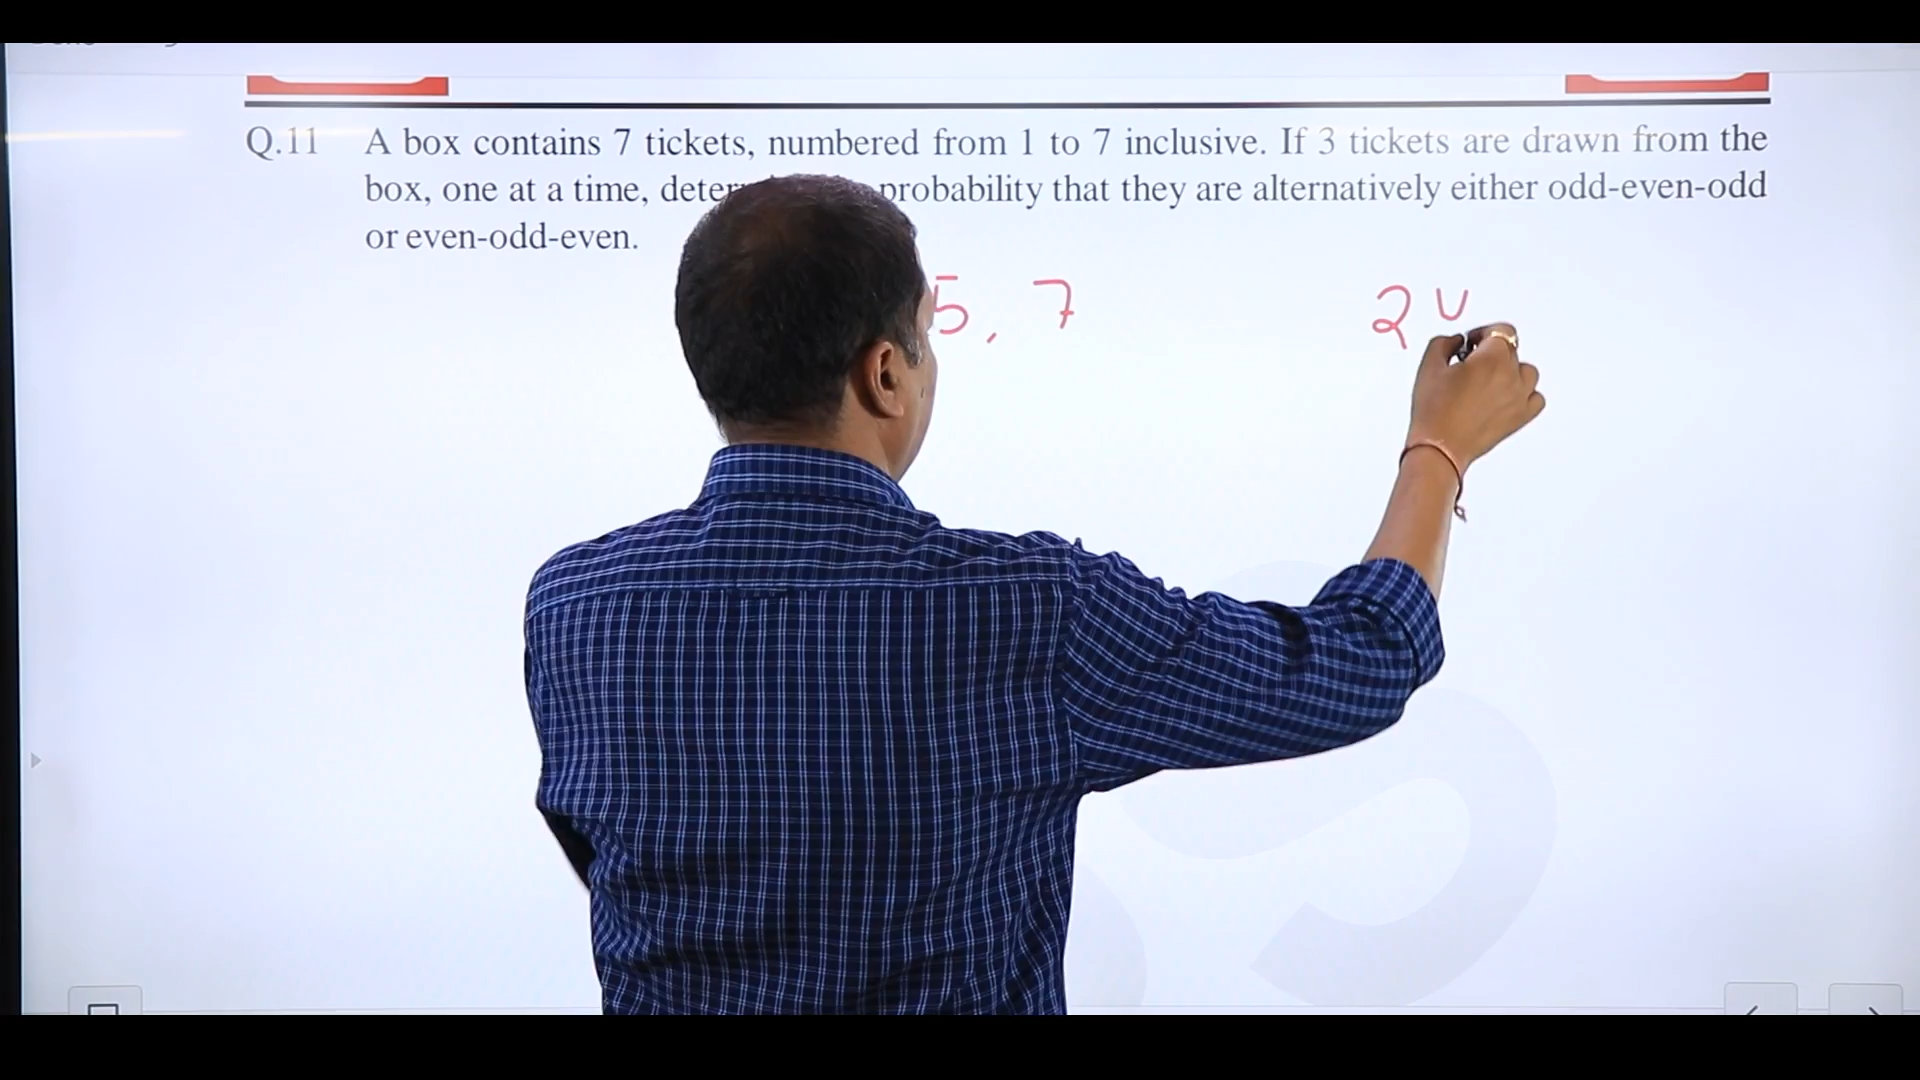 Q.11 A box contains 7 tickets, numbered from 1 to 7 inclusive. If 3 tickets are drawn from the
box, one at a time, probability that they are alternatively either odd-even-odd
or even-odd-even.
5, 7 2